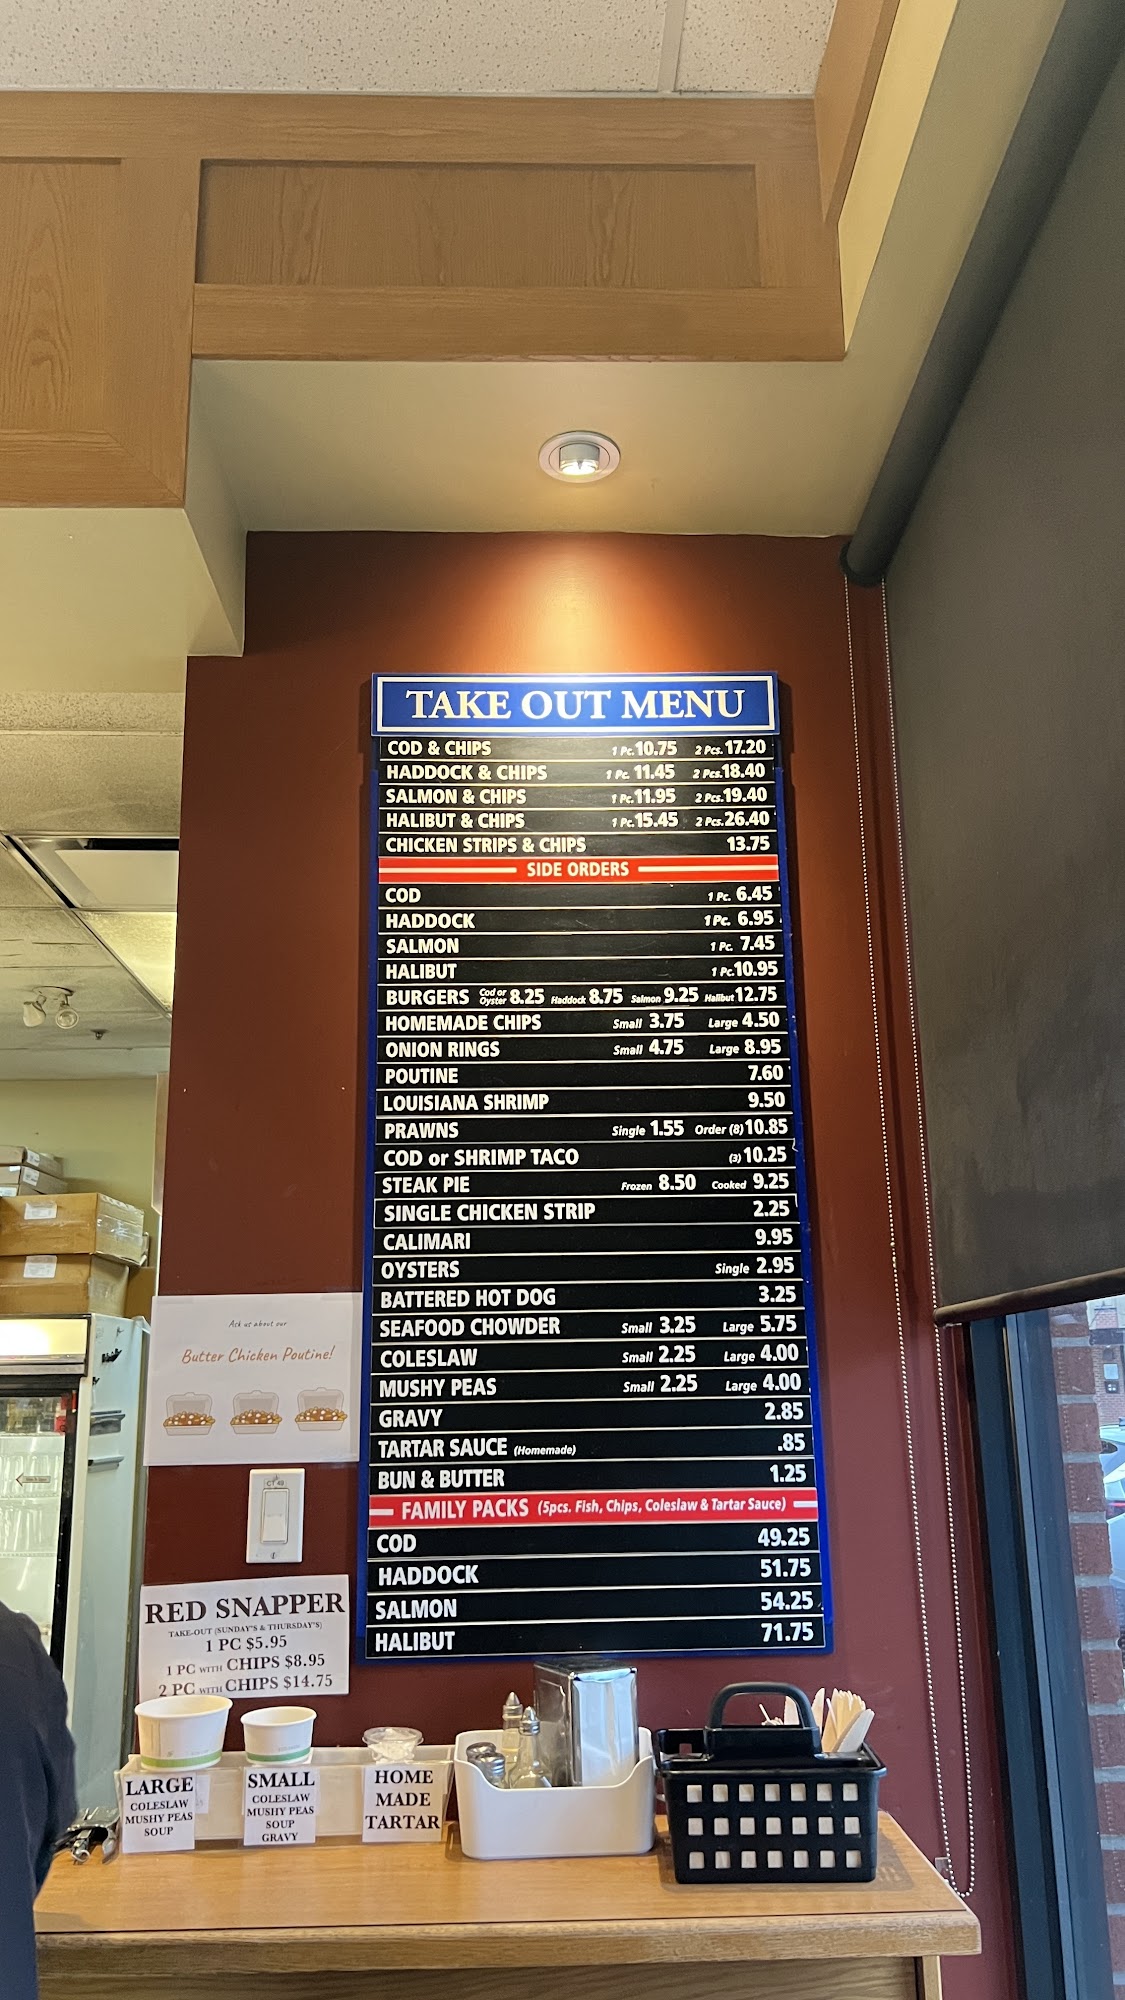 TAKE OUT MENU
COD & CHIPS 1 Pc. 10.75 2 Pcs. 17.20
HADDOCK & CHIPS 1 Pc. 11.45 2 Pcs. 18.40
SALMON & CHIPS 1 Pc. 11.95 2 Pcs. 19.40
HALIBUT & CHIPS 1 Pc. 15.45 2 Pcs. 26.40
CHICKEN STRIPS & CHIPS 13.75
SIDE ORDERS
COD 1 Pc. 6.45
HADDOCK 1 Pc. 6.95
SALMON 1 Pc. 7.45
HALIBUT 1 Pc. 10.95
BURGERS Cod or Oyster 8.25 Haddock 8.75 Salmon 9.25 Halibut 12.75
HOMEMADE CHIPS Small 3.75 Large 4.50
ONION RINGS Small 4.75 Large 8.95
POUTINE 7.60
LOUISIANA SHRIMP 9.50
PRAWNS Single 1.55 Order (8) 10.85
COD or SHRIMP TACO (3) 10.25
STEAK PIE Frozen 8.50 Cooked 9.25
SINGLE CHICKEN STRIP 2.25
CALIMARI 9.95
OYSTERS Single 2.95
BATTERED HOT DOG 3.25
SEAFOOD CHOWDER Small 3.25 Large 5.75
COLESLAW Small 2.25 Large 4.00
MUSHY PEAS Small 2.25 Large 4.00
GRAVY 2.85
TARTAR SAUCE (Homemade) .85
BUN & BUTTER 1.25
FAMILY PACKS (5pcs. Fish, Chips, Coleslaw & Tartar Sauce)
COD 49.25
HADDOCK 51.75
SALMON 54.25
HALIBUT 71.75
Ask us about our
Butter Chicken Poutine!
RED SNAPPER
TAKE-OUT (SUNDAY'S & THURSDAY'S)
1 PC $5.95
1 PC WITH CHIPS $8.95
2 PC WITH CHIPS $14.75
LARGE
COLESLAW
MUSHY PEAS
SOUP
SMALL
COLESLAW
MUSHY PEAS
SOUP
GRAVY
HOME
MADE
TARTAR